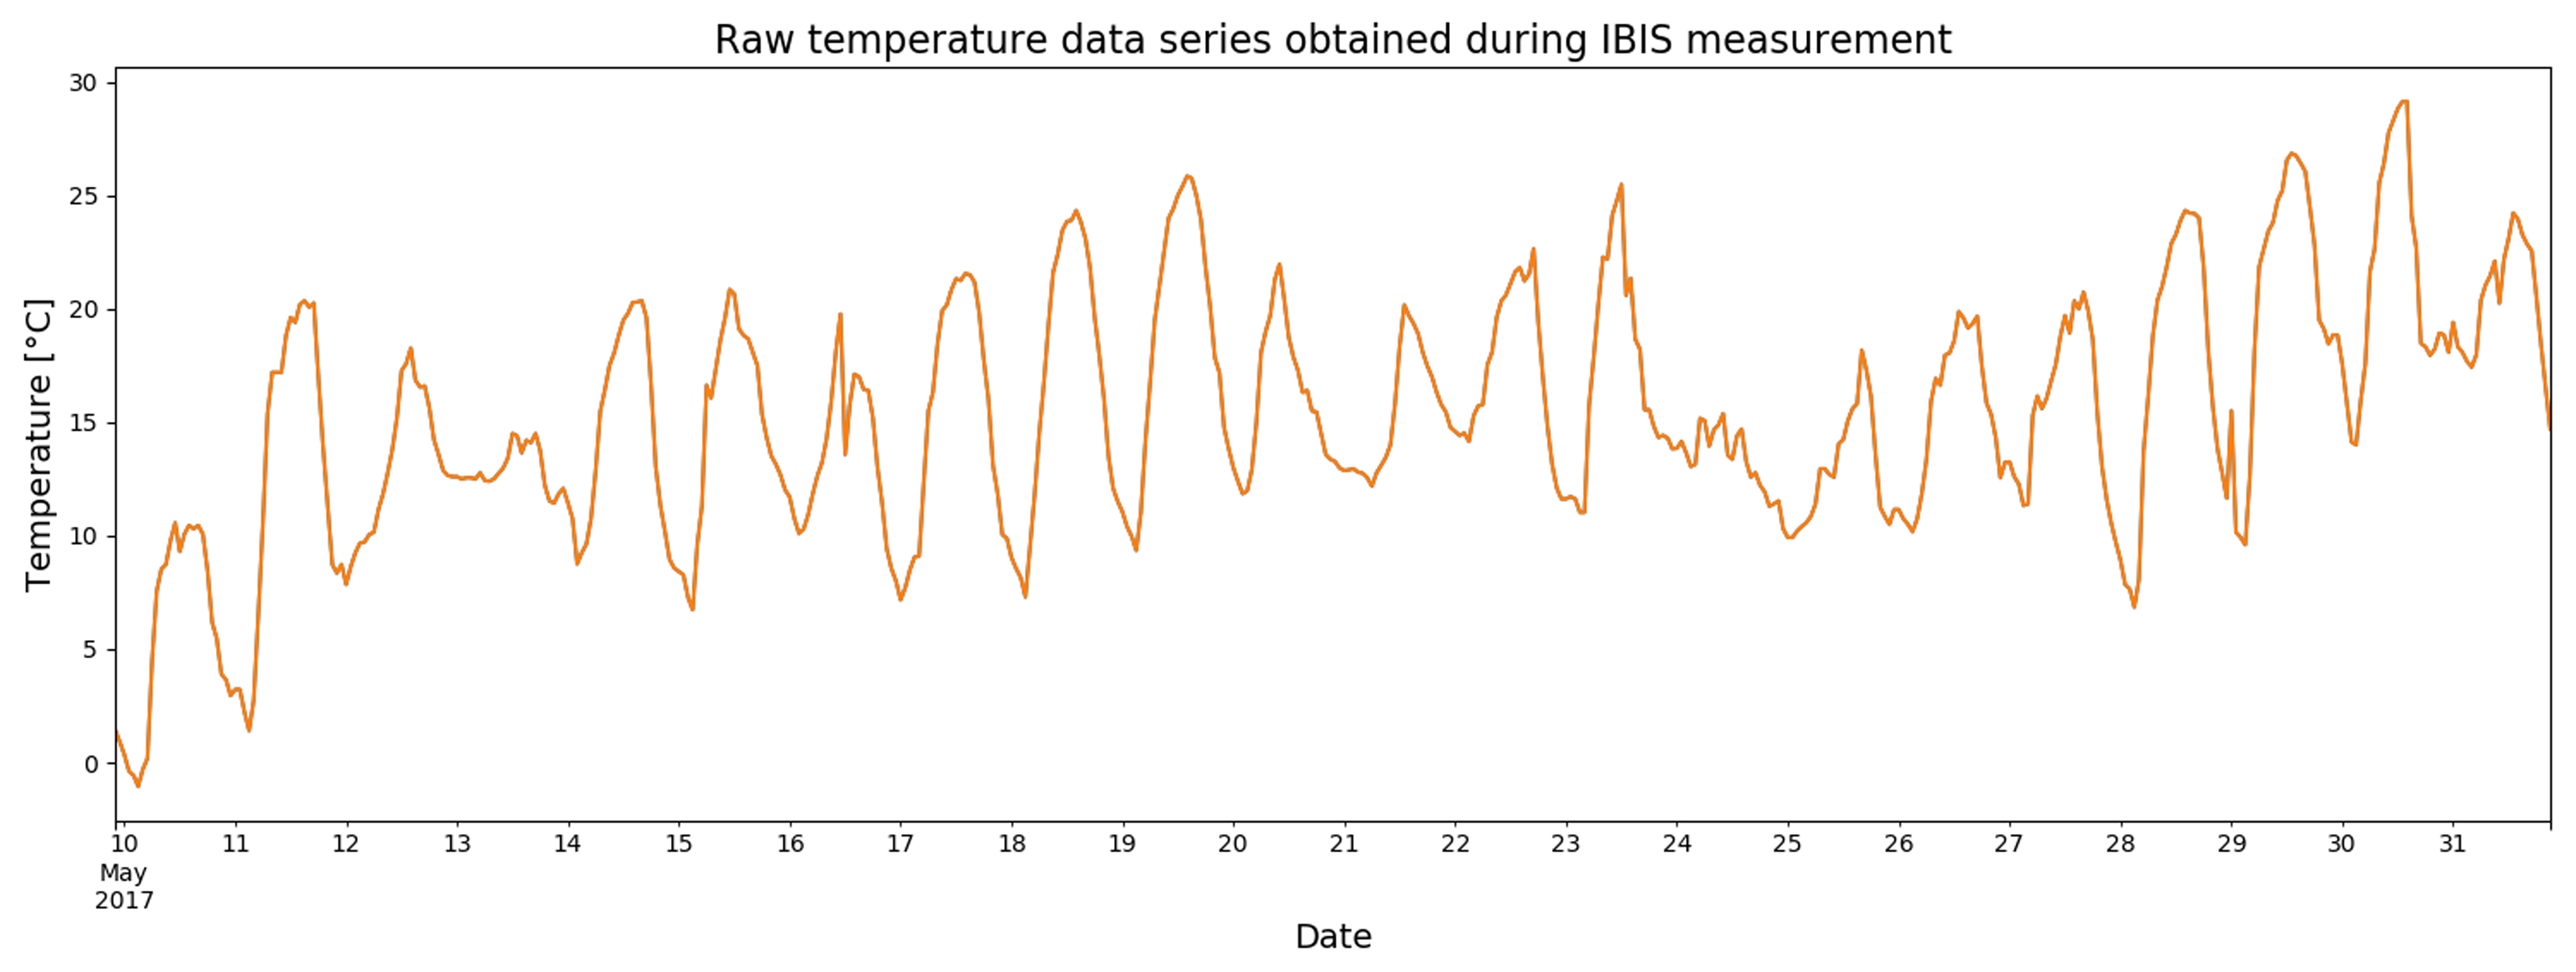 Raw temperature data series obtained during IBIS measurement
30
25
20
15
10
5
0
Temperature [°C]
10 11 12 13 14 15 16 17 18 19 20 21 22 23 24 25 26 27 28 29 30 31
May
2017
Date